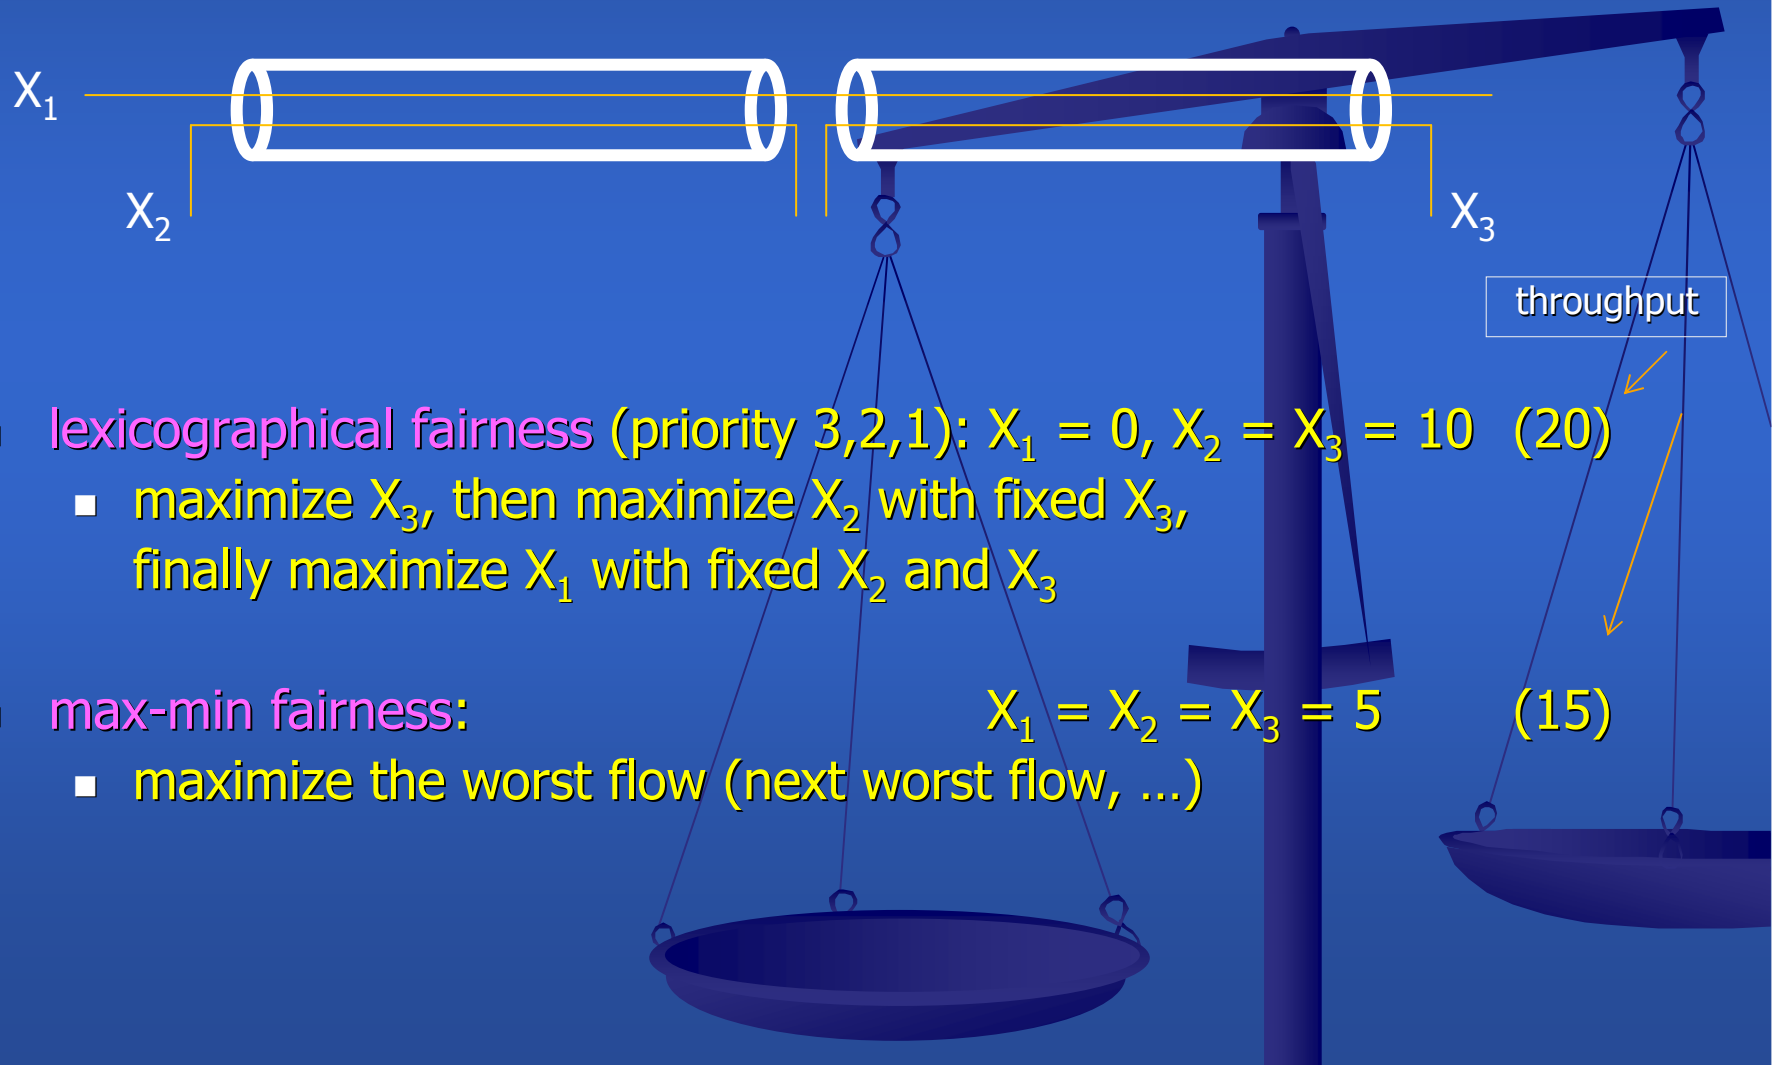 X₁
X₂
X₃
throughput
lexicographical fairness (priority 3,2,1): X₁ = 0, X₂ = X₃ = 10 (20)
maximize X₃, then maximize X₂ with fixed X₃,
finally maximize X₁ with fixed X₂ and X₃
max-min fairness: X₁ = X₂ = X₃ = 5 (15)
maximize the worst flow (next worst flow, …)